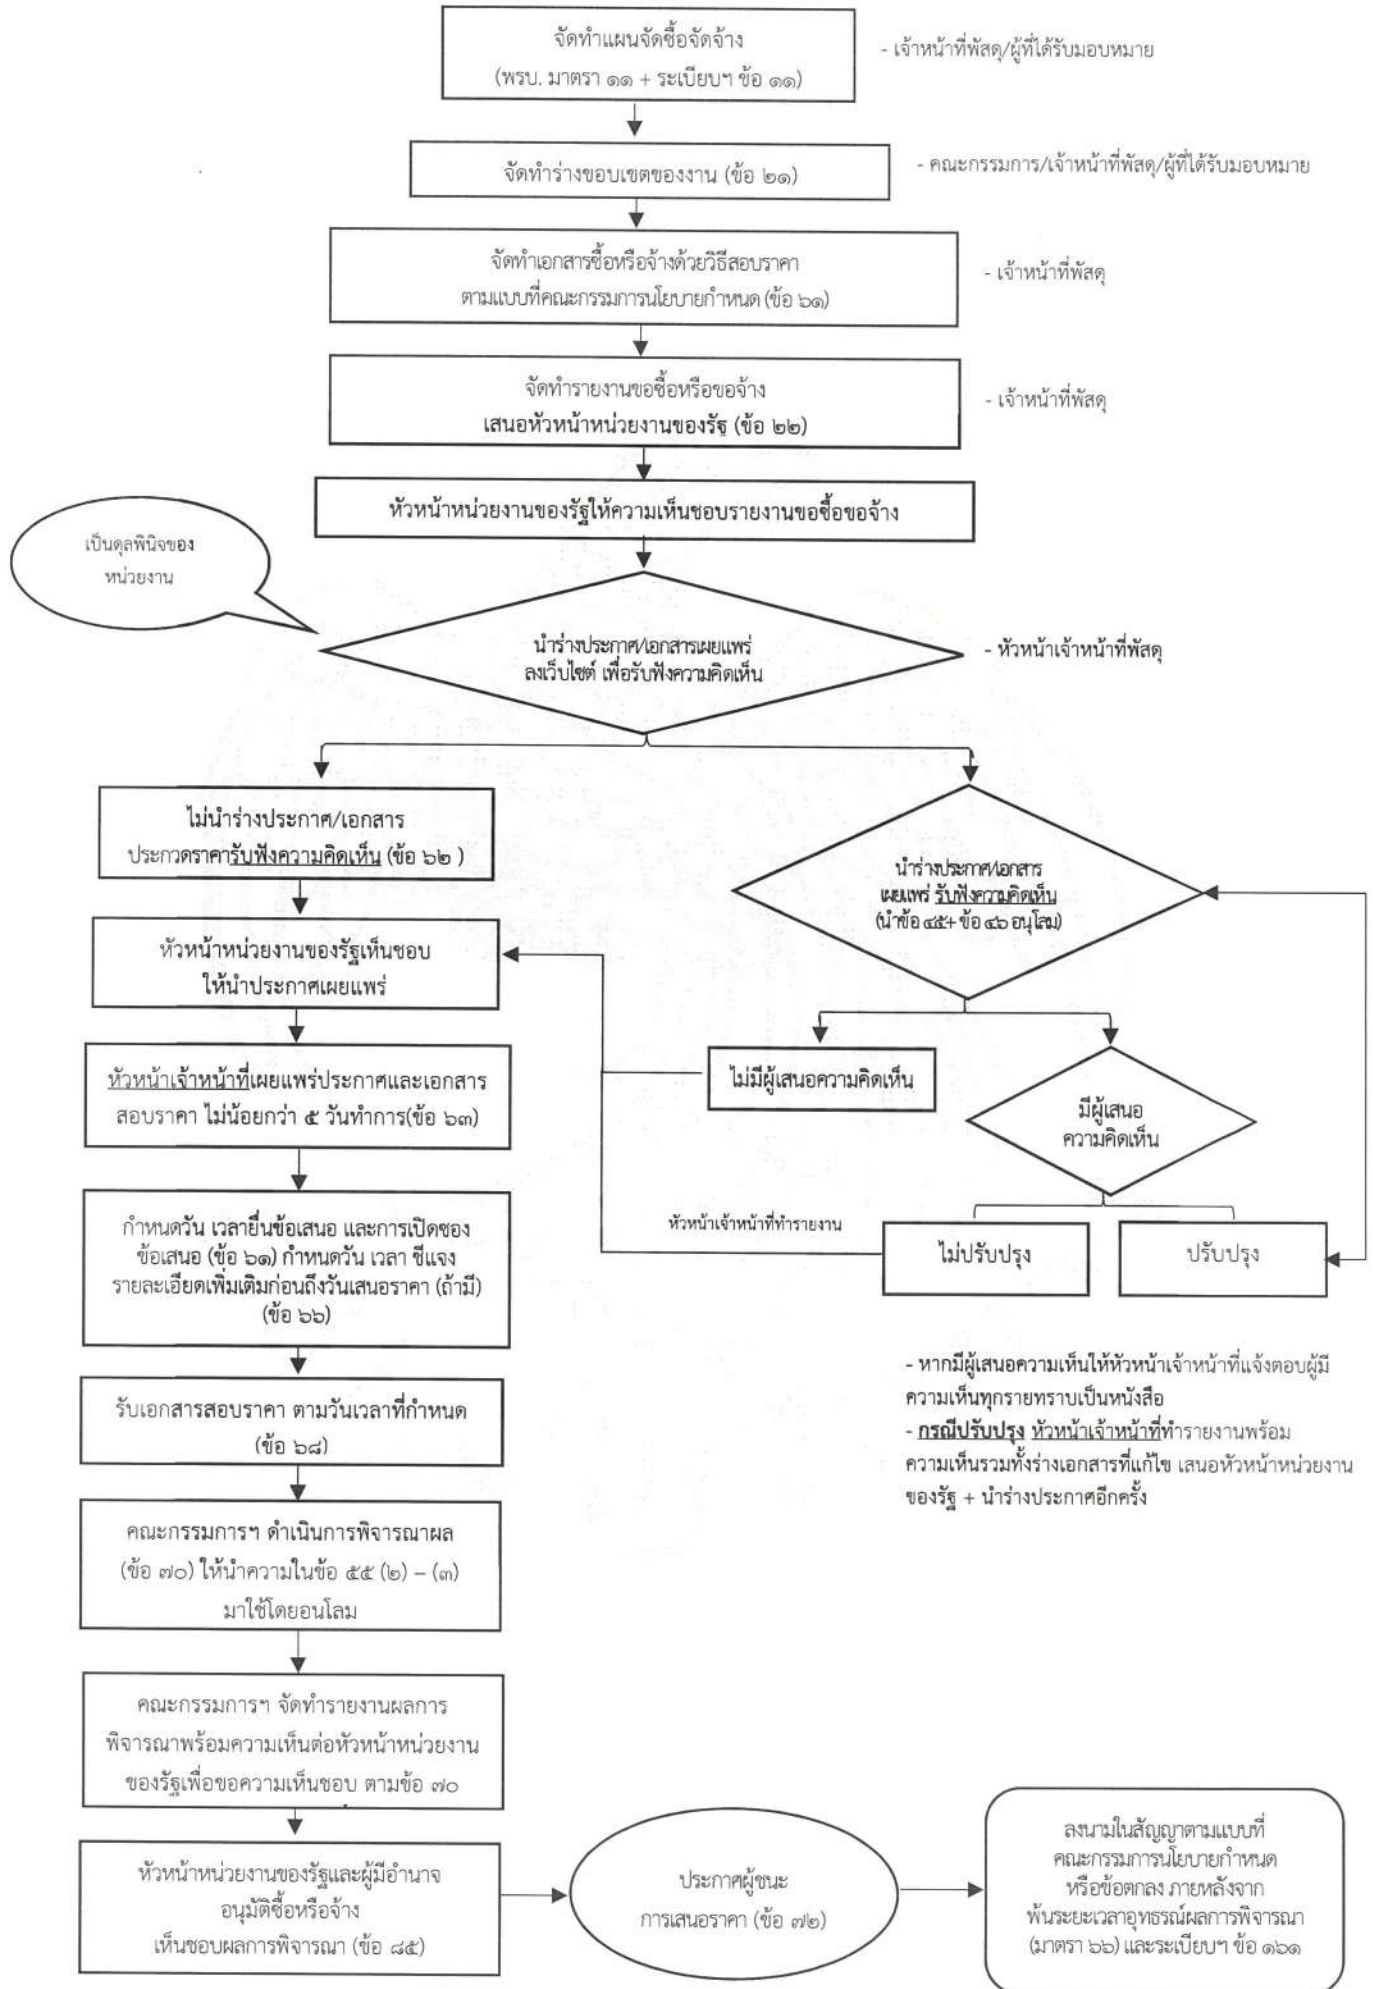 จัดทำแผนจัดซื้อจัดจ้าง
(พรบ. มาตรา ๑๑ + ระเบียบฯ ข้อ ๑๑)
- เจ้าหน้าที่พัสดุ/ผู้ที่ได้รับมอบหมาย
จัดทำร่างขอบเขตของงาน (ข้อ ๒๑)
- คณะกรรมการ/เจ้าหน้าที่พัสดุ/ผู้ที่ได้รับมอบหมาย
จัดทำเอกสารซื้อหรือจ้างด้วยวิธีสอบราคา
ตามแบบที่คณะกรรมการนโยบายกำหนด (ข้อ ๖๑)
- เจ้าหน้าที่พัสดุ
จัดทำรายงานขอซื้อหรือขอจ้าง
เสนอหัวหน้าหน่วยงานของรัฐ (ข้อ ๒๒)
- เจ้าหน้าที่พัสดุ
หัวหน้าหน่วยงานของรัฐให้ความเห็นชอบรายงานขอซื้อขอจ้าง
เป็นดุลพินิจของ
หน่วยงาน
นำร่างประกาศ/เอกสารเผยแพร่
ลงเว็บไซต์ เพื่อรับฟังความคิดเห็น
- หัวหน้าเจ้าหน้าที่พัสดุ
ไม่นำร่างประกาศ/เอกสาร
ประกวดราคารับฟังความคิดเห็น (ข้อ ๖๒ )
นำร่างประกาศ/เอกสาร
เผยแพร่ รับฟังความคิดเห็น
(นำข้อ ๔๕+ ข้อ ๔๖ อนุโลม)
หัวหน้าหน่วยงานของรัฐเห็นชอบ
ให้นำประกาศเผยแพร่
หัวหน้าเจ้าหน้าที่เผยแพร่ประกาศและเอกสาร
สอบราคา ไม่น้อยกว่า ๕ วันทำการ(ข้อ ๖๓)
ไม่มีผู้เสนอความคิดเห็น
มีผู้เสนอ
ความคิดเห็น
กำหนดวัน เวลายื่นข้อเสนอ และการเปิดซอง
ข้อเสนอ (ข้อ ๖๑) กำหนดวัน เวลา ชี้แจง
รายละเอียดเพิ่มเติมก่อนถึงวันเสนอราคา (ถ้ามี)
(ข้อ ๖๖)
หัวหน้าเจ้าหน้าที่ทำรายงาน
ไม่ปรับปรุง
ปรับปรุง
- หากมีผู้เสนอความเห็นให้หัวหน้าเจ้าหน้าที่แจ้งตอบผู้มี
ความเห็นทุกรายทราบเป็นหนังสือ
- กรณีปรับปรุง หัวหน้าเจ้าหน้าที่ทำรายงานพร้อม
ความเห็นรวมทั้งร่างเอกสารที่แก้ไข เสนอหัวหน้าหน่วยงาน
ของรัฐ + นำร่างประกาศอีกครั้ง
รับเอกสารสอบราคา ตามวันเวลาที่กำหนด
(ข้อ ๖๘)
คณะกรรมการฯ ดำเนินการพิจารณาผล
(ข้อ ๗๐) ให้นำความในข้อ ๕๕ (๒) – (๓)
มาใช้โดยอนโลม
คณะกรรมการฯ จัดทำรายงานผลการ
พิจารณาพร้อมความเห็นต่อหัวหน้าหน่วยงาน
ของรัฐเพื่อขอความเห็นชอบ ตามข้อ ๗๐
หัวหน้าหน่วยงานของรัฐและผู้มีอำนาจ
อนุมัติซื้อหรือจ้าง
เห็นชอบผลการพิจารณา (ข้อ ๘๕)
ประกาศผู้ชนะ
การเสนอราคา (ข้อ ๗๒)
ลงนามในสัญญาตามแบบที่
คณะกรรมการนโยบายกำหนด
หรือข้อตกลง ภายหลังจาก
พ้นระยะเวลาอุทธรณ์ผลการพิจารณา
(มาตรา ๖๖) และระเบียบฯ ข้อ ๑๖๑